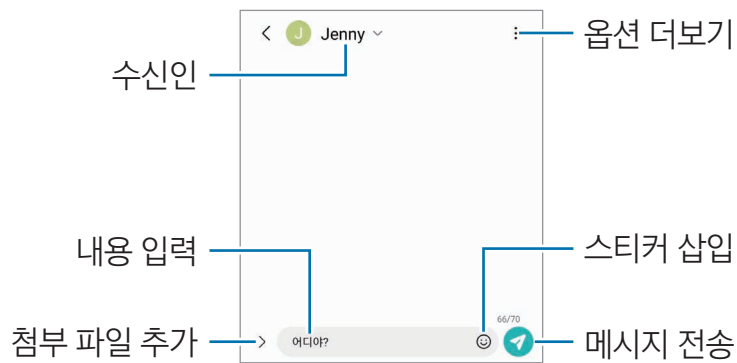 J Jenny
옵션 더보기
수신인
내용 입력
스티커 삽입
66/70
첨부 파일 추가
어디야?
메시지 전송